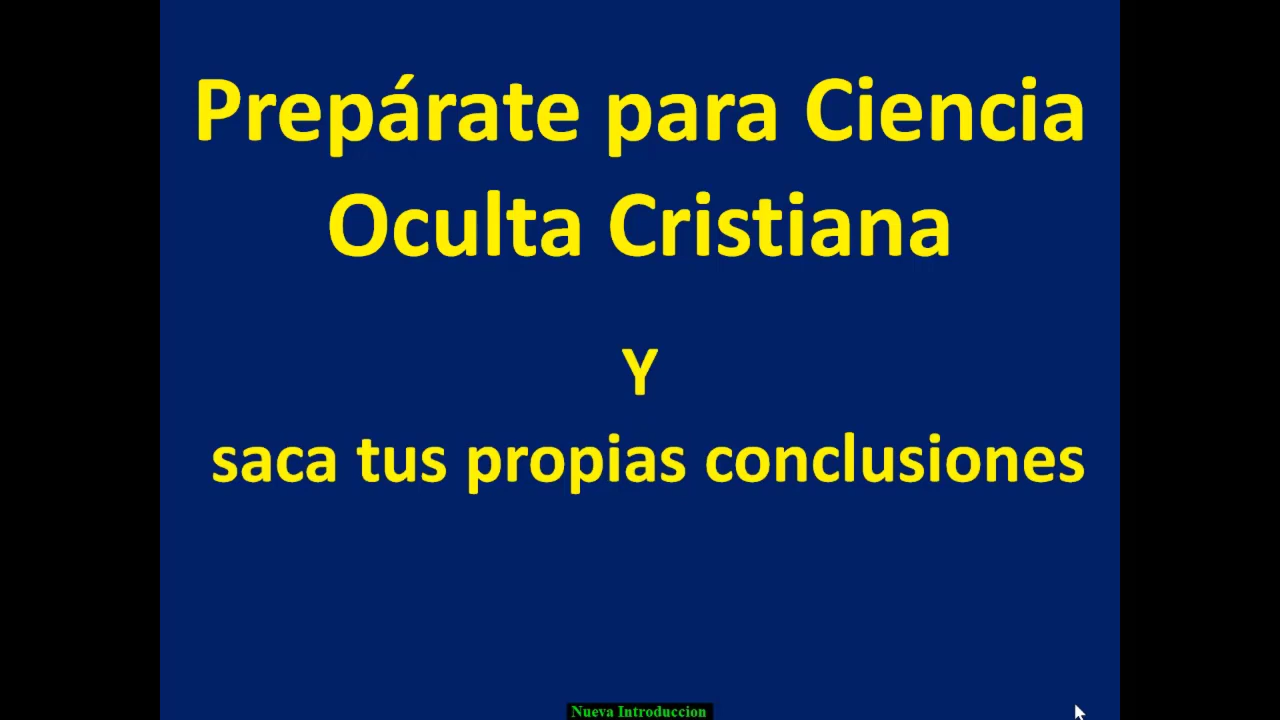 Prepárate para Ciencia
Oculta Cristiana
Y
saca tus propias conclusiones
Nueva Introduccion